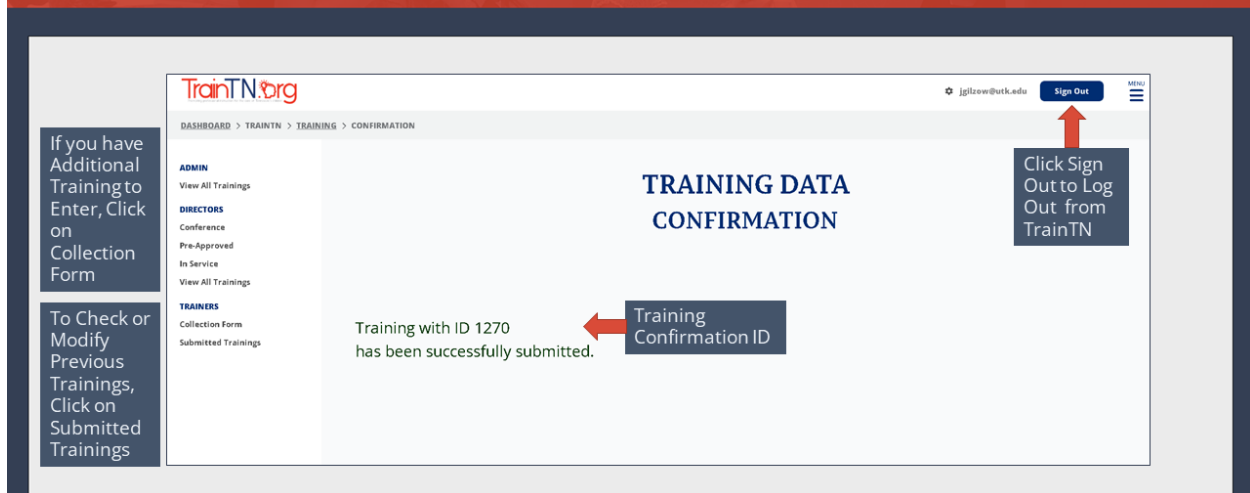 TrainTN.org
jgilzow@utk.edu
Sign Out
MENU
DASHBOARD > TRAINTN > TRAINING > CONFIRMATION
If you have
Additional
Training to
Enter, Click
on
Collection
Form
To Check or
Modify
Previous
Trainings,
Click on
Submitted
Trainings
ADMIN
View All Trainings
DIRECTORS
Conference
Pre-Approved
In Service
View All Trainings
TRAINERS
Collection Form
Submitted Trainings
TRAINING DATA
CONFIRMATION
Click Sign
Out to Log
Out from
TrainTN
Training with ID 1270
has been successfully submitted.
Training
Confirmation ID